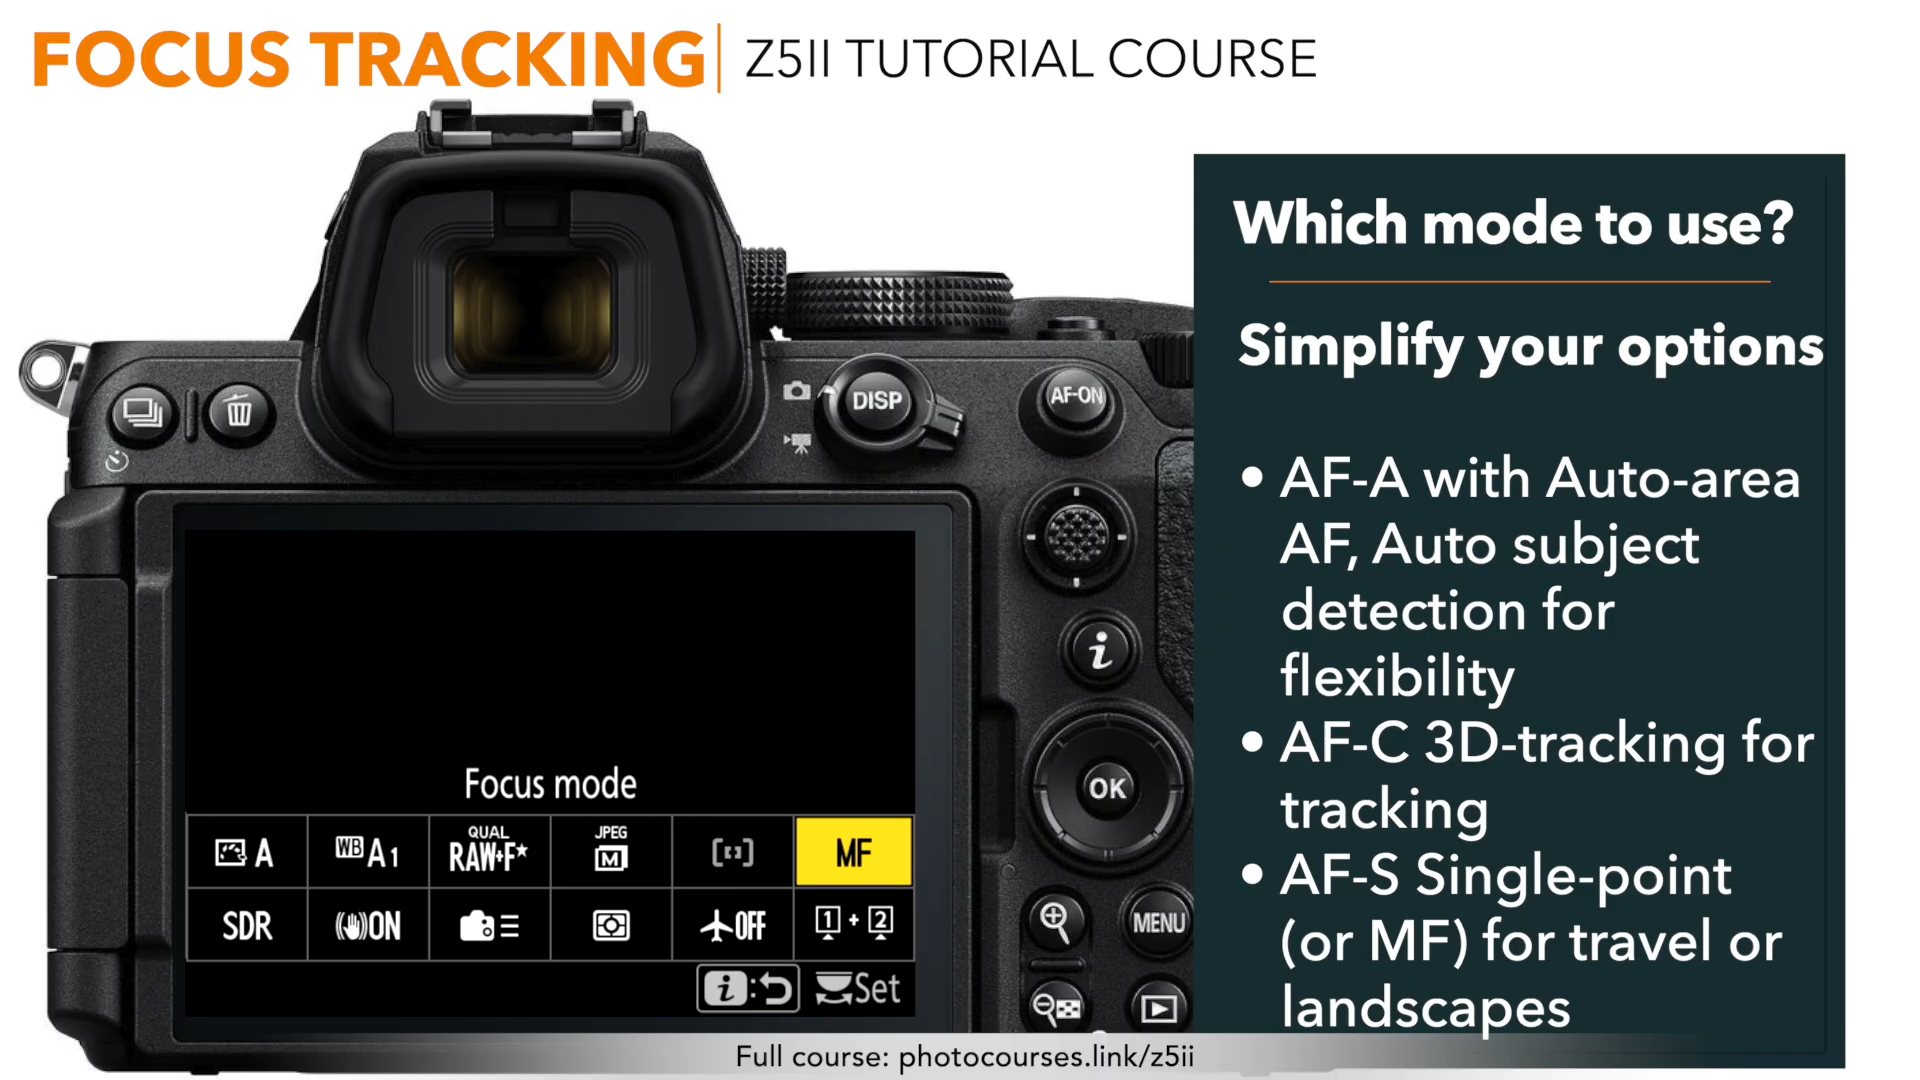 FOCUS TRACKING
Z5II TUTORIAL COURSE
Which mode to use?
Simplify your options
• AF-A with Auto-area
AF, Auto subject
detection for
flexibility
• AF-C 3D-tracking for
tracking
• AF-S Single-point
(or MF) for travel or
landscapes
DISP
AF-ON
i
OK
MENU
Focus mode
A
WB A1
QUAL
RAW+F★
JPEG
M
MF
SDR
ON
OFF
1 + 2
i : Set
Full course: photocourses.link/z5ii